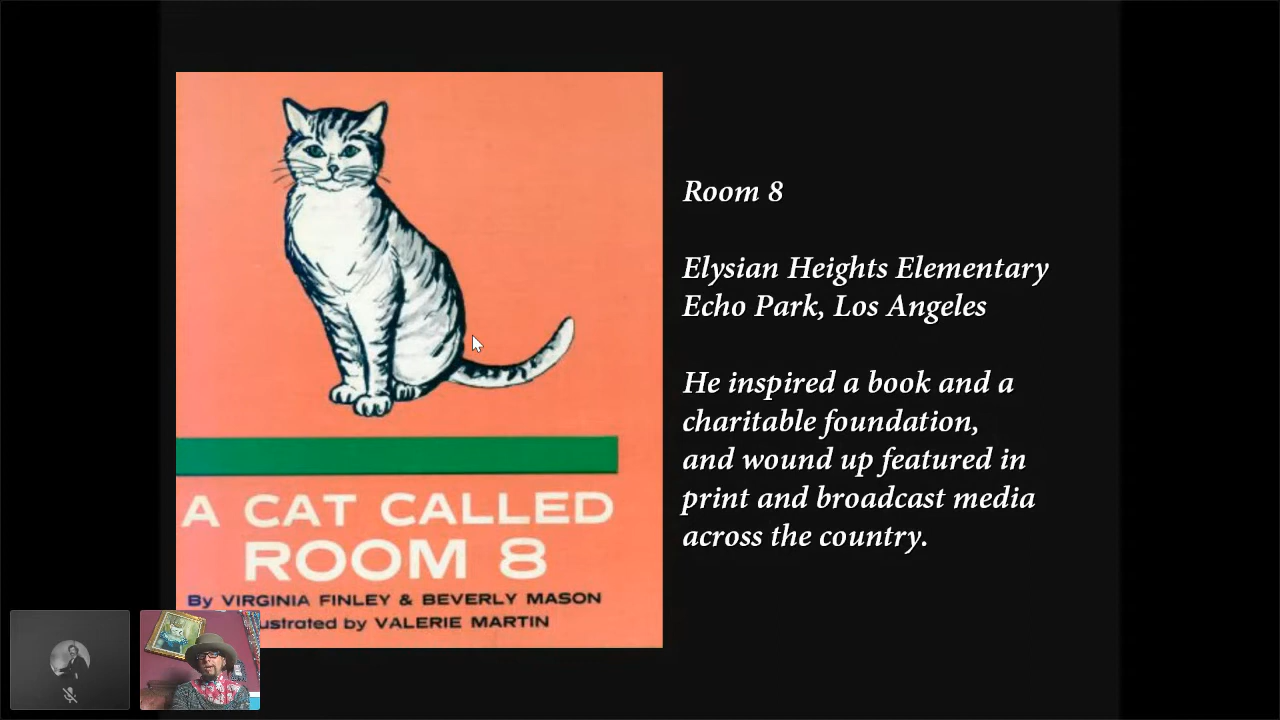 A CAT CALLED
ROOM 8
By VIRGINIA FINLEY & BEVERLY MASON
ustrated by VALERIE MARTIN
Room 8
Elysian Heights Elementary
Echo Park, Los Angeles
He inspired a book and a
charitable foundation,
and wound up featured in
print and broadcast media
across the country.